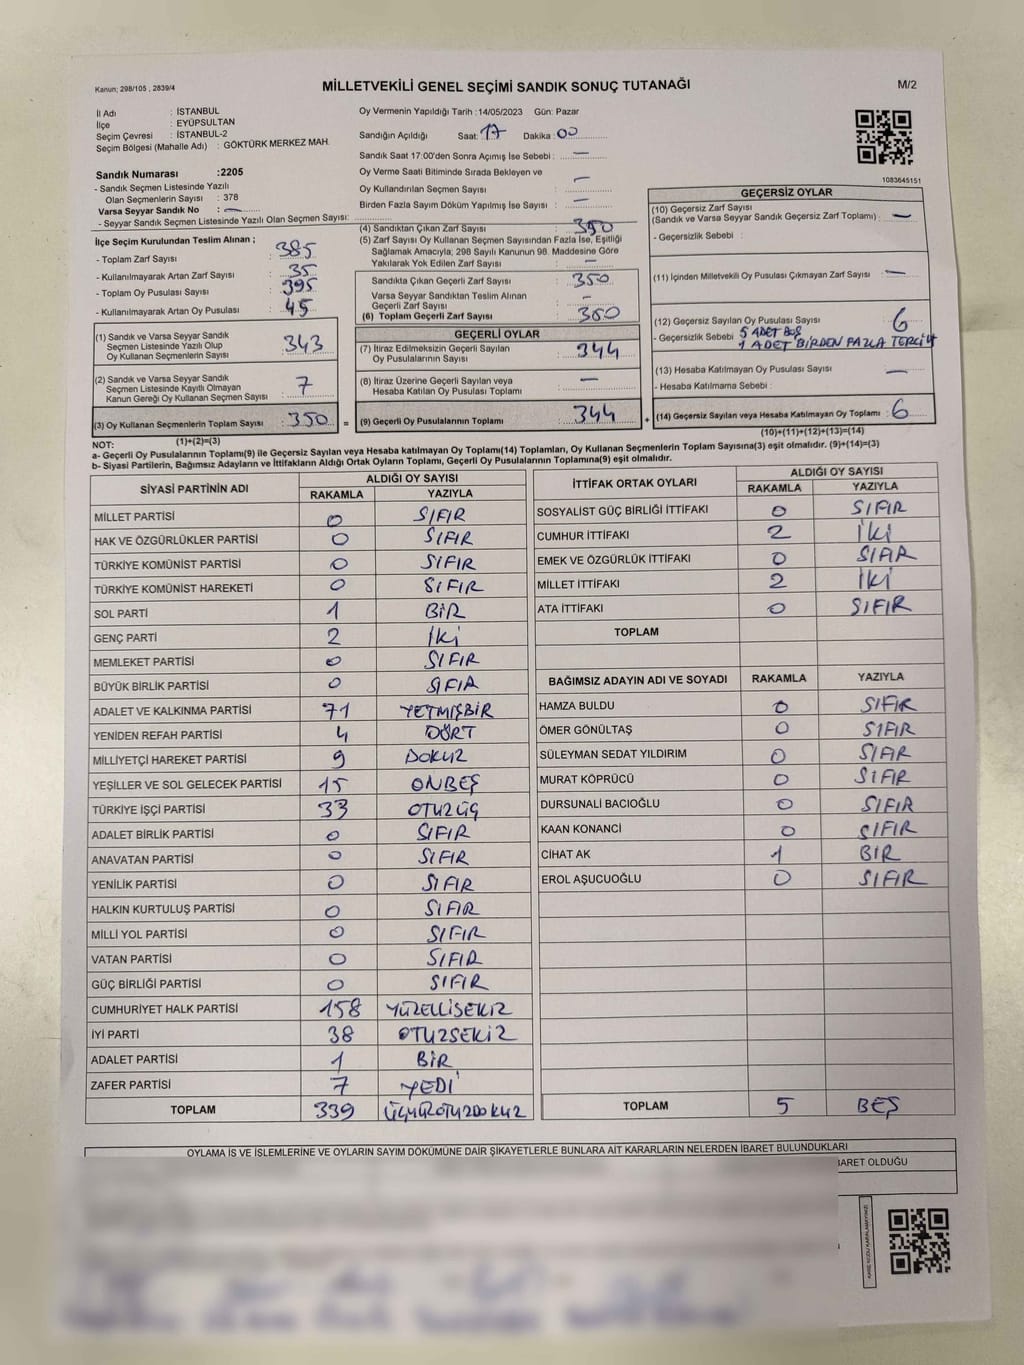 Kanun; 298/105 , 2839/4
MİLLETVEKİLİ GENEL SEÇİMİ SANDIK SONUÇ TUTANAĞI
M/2
İl Adı : İSTANBUL
İlçe : EYÜPSULTAN
Seçim Çevresi : İSTANBUL-2
Seçim Bölgesi (Mahalle Adı) : GÖKTÜRK MERKEZ MAH.
Oy Vermenin Yapıldığı Tarih :14/05/2023 Gün: Pazar
Sandığın Açıldığı Saat: 17 Dakika : 00
Sandık Saat 17:00'den Sonra Açımış İse Sebebi : —
Oy Verme Saati Bitiminde Sırada Bekleyen ve
Oy Kullandırılan Seçmen Sayısı : —
Birden Fazla Sayım Döküm Yapılmış İse Sayısı : —
1083645151
Sandık Numarası :2205
- Sandık Seçmen Listesinde Yazılı
Olan Seçmenlerin Sayısı : 378
Varsa Seyyar Sandık No : —
- Seyyar Sandık Seçmen Listesinde Yazılı Olan Seçmen Sayısı:
İlçe Seçim Kurulundan Teslim Alınan ;
- Toplam Zarf Sayısı : 385
- Kullanılmayarak Artan Zarf Sayısı : 35
- Toplam Oy Pusulası Sayısı : 395
- Kullanılmayarak Artan Oy Pusulası : 45
(1) Sandık ve Varsa Seyyar Sandık
Seçmen Listesinde Yazılı Olup
Oy Kullanan Seçmenlerin Sayısı : 343
(2) Sandık ve Varsa Seyyar Sandık
Seçmen Listesinde Kayıtlı Olmayan
Kanun Gereği Oy Kullanan Seçmen Sayısı : 7
(3) Oy Kullanan Seçmenlerin Toplam Sayısı : 350
(1)+(2)=(3)
(4) Sandıktan Çıkan Zarf Sayısı : 350
(5) Zarf Sayısı Oy Kullanan Seçmen Sayısından Fazla İse, Eşitliği
Sağlamak Amacıyla; 298 Sayılı Kanunun 98. Maddesine Göre
Yakılarak Yok Edilen Zarf Sayısı : —
Sandıkta Çıkan Geçerli Zarf Sayısı : 350
Varsa Seyyar Sandıktan Teslim Alınan
Geçerli Zarf Sayısı : —
(6) Toplam Geçerli Zarf Sayısı : 350
GEÇERLİ OYLAR
(7) İtiraz Edilmeksizin Geçerli Sayılan
Oy Pusulalarının Sayısı : 344
(8) İtiraz Üzerine Geçerli Sayılan veya
Hesaba Katılan Oy Pusulası Toplamı : —
= (9) Geçerli Oy Pusulalarının Toplamı : 344 +
GEÇERSİZ OYLAR
(10) Geçersiz Zarf Sayısı
(Sandık ve Varsa Seyyar Sandık Geçersiz Zarf Toplamı) : —
- Geçersizlik Sebebi :
(11) İçinden Milletvekili Oy Pusulası Çıkmayan Zarf Sayısı : —
(12) Geçersiz Sayılan Oy Pusulası Sayısı : 6
- Geçersizlik Sebebi : 5 ADET BOŞ
1 ADET BİRDEN FAZLA TERCİH
(13) Hesaba Katılmayan Oy Pusulası Sayısı : —
- Hesaba Katılmama Sebebi :
(14) Geçersiz Sayılan veya Hesaba Katılmayan Oy Toplamı : 6
(10)+(11)+(12)+(13)=(14)
NOT:
a- Geçerli Oy Pusulalarının Toplamı(9) ile Geçersiz Sayılan veya Hesaba katılmayan Oy Toplamı(14) Toplamları, Oy Kullanan Seçmenlerin Toplam Sayısına(3) eşit olmalıdır. (9)+(14)=(3)
b- Siyasi Partilerin, Bağımsız Adayların ve İttifakların Aldığı Ortak Oyların Toplamı, Geçerli Oy Pusulalarının Toplamına(9) eşit olmalıdır.
SİYASİ PARTİNİN ADI ALDIĞI OY SAYISI
RAKAMLA YAZIYLA
MİLLET PARTİSİ 0 SIFIR
HAK VE ÖZGÜRLÜKLER PARTİSİ 0 SIFIR
TÜRKİYE KOMÜNİST PARTİSİ 0 SIFIR
TÜRKİYE KOMÜNİST HAREKETİ 0 SIFIR
SOL PARTİ 1 BİR
GENÇ PARTİ 2 İKİ
MEMLEKET PARTİSİ 0 SIFIR
BÜYÜK BİRLİK PARTİSİ 0 SIFIR
ADALET VE KALKINMA PARTİSİ 71 YETMİŞBİR
YENİDEN REFAH PARTİSİ 4 DÖRT
MİLLİYETÇİ HAREKET PARTİSİ 9 DOKUZ
YEŞİLLER VE SOL GELECEK PARTİSİ 15 ONBEŞ
TÜRKİYE İŞÇİ PARTİSİ 33 OTUZÜÇ
ADALET BİRLİK PARTİSİ 0 SIFIR
ANAVATAN PARTİSİ 0 SIFIR
YENİLİK PARTİSİ 0 SIFIR
HALKIN KURTULUŞ PARTİSİ 0 SIFIR
MİLLİ YOL PARTİSİ 0 SIFIR
VATAN PARTİSİ 0 SIFIR
GÜÇ BİRLİĞİ PARTİSİ 0 SIFIR
CUMHURİYET HALK PARTİSİ 158 YÜZELLİSEKİZ
İYİ PARTİ 38 OTUZSEKİZ
ADALET PARTİSİ 1 BİR
ZAFER PARTİSİ 7 YEDİ
TOPLAM 339 ÜÇYÜZOTUZDOKUZ
İTTİFAK ORTAK OYLARI ALDIĞI OY SAYISI
RAKAMLA YAZIYLA
SOSYALİST GÜÇ BİRLİĞİ İTTİFAKI 0 SIFIR
CUMHUR İTTİFAKI 2 İKİ
EMEK VE ÖZGÜRLÜK İTTİFAKI 0 SIFIR
MİLLET İTTİFAKI 2 İKİ
ATA İTTİFAKI 0 SIFIR
TOPLAM
BAĞIMSIZ ADAYIN ADI VE SOYADI RAKAMLA YAZIYLA
HAMZA BULDU 0 SIFIR
ÖMER GÖNÜLTAŞ 0 SIFIR
SÜLEYMAN SEDAT YILDIRIM 0 SIFIR
MURAT KÖPRÜCÜ 0 SIFIR
DURSUNALİ BACIOĞLU 0 SIFIR
KAAN KONANCİ 0 SIFIR
CİHAT AK 1 BİR
EROL AŞUCUOĞLU 0 SIFIR
TOPLAM 5 BEŞ
OYLAMA İŞ VE İŞLEMLERİNE VE OYLARIN SAYIM DÖKÜMÜNE DAİR ŞİKAYETLERLE BUNLARA AİT KARARLARIN NELERDEN İBARET BULUNDUKLARI
BARET OLDUĞU